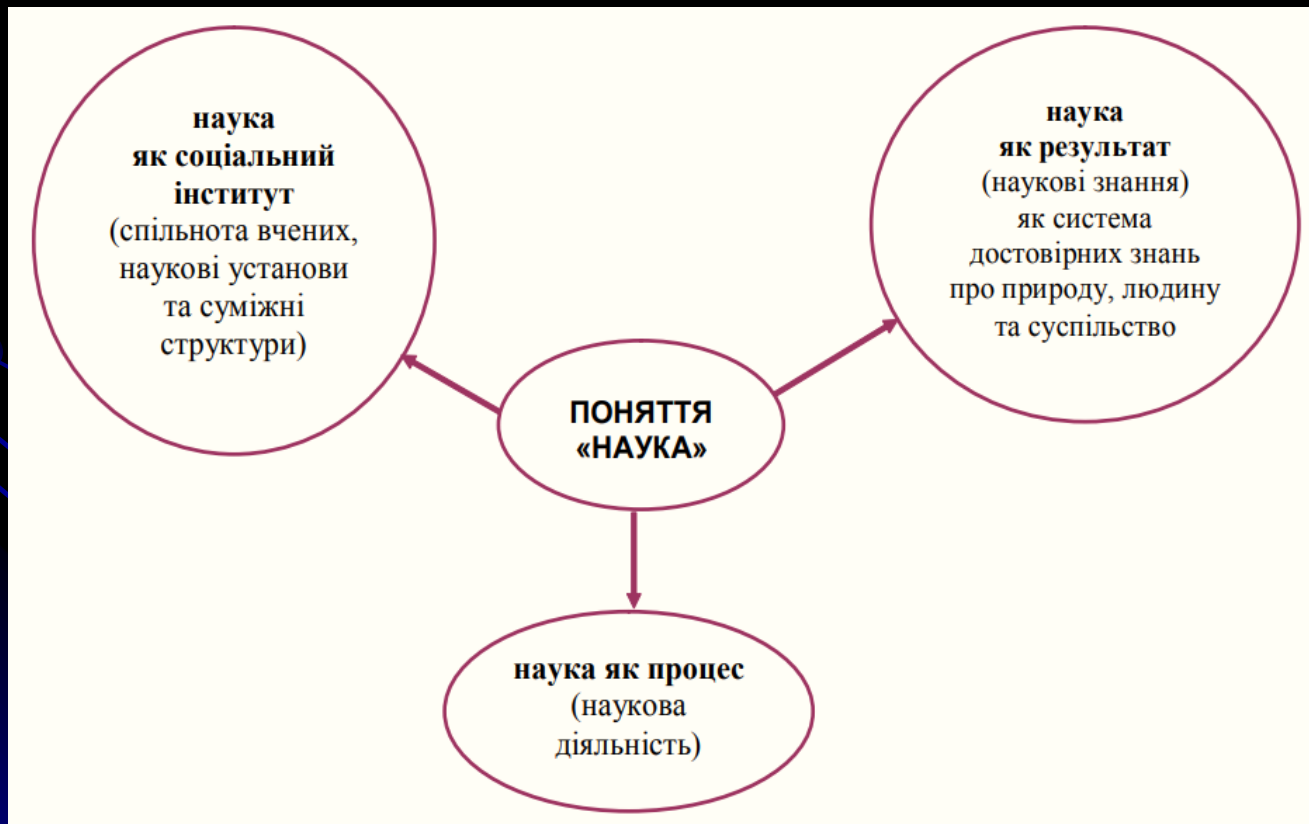 наука
як соціальний
інститут
(спільнота вчених,
наукові установи
та суміжні
структури)
наука
як результат
(наукові знання)
як система
достовірних знань
про природу, людину
та суспільство
ПОНЯТТЯ
«НАУКА»
наука як процес
(наукова
діяльність)